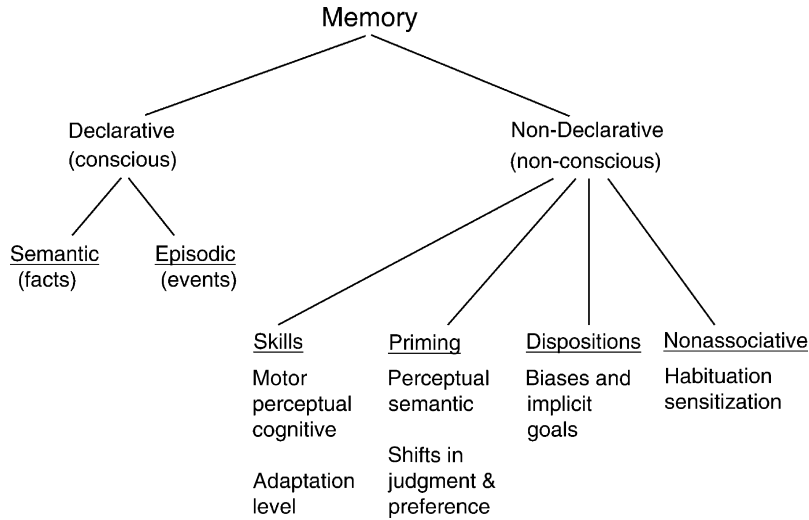 Memory
Declarative
(conscious)
Non-Declarative
(non-conscious)
Semantic
(facts)
Episodic
(events)
Skills
Motor
perceptual
cognitive
Adaptation
level
Priming
Perceptual
semantic
Shifts in
judgment &
preference
Dispositions
Biases and
implicit
goals
Nonassociative
Habituation
sensitization